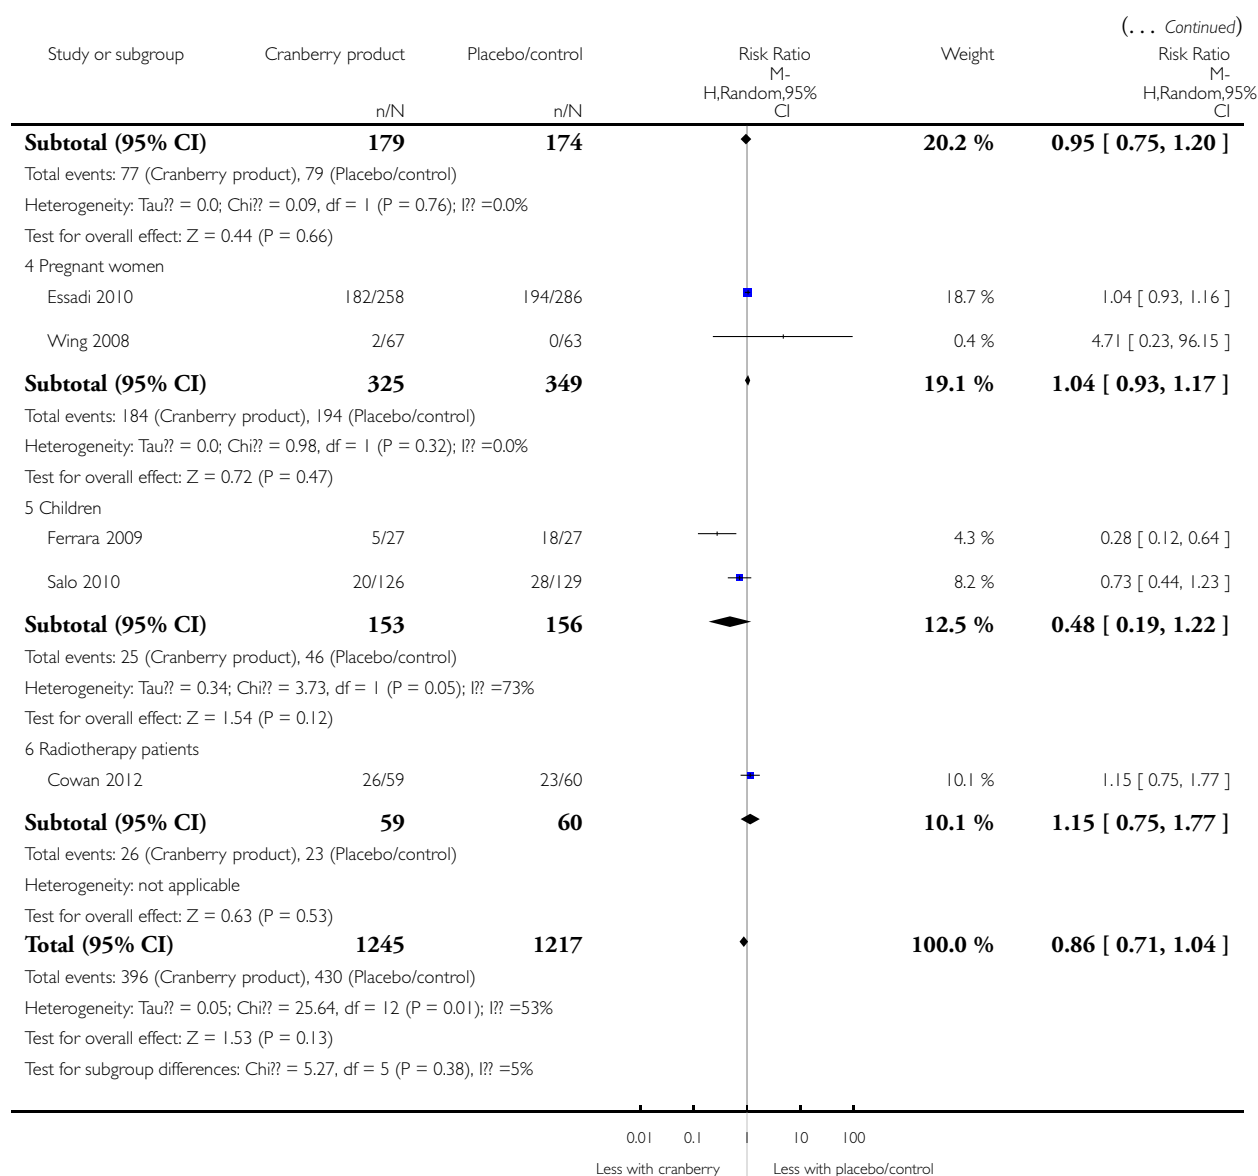 (... Continued)
Study or subgroup Cranberry product Placebo/control Risk Ratio Weight Risk Ratio
M- M-
H,Random,95% H,Random,95%
n/N n/N CI CI
Subtotal (95% CI) 179 174 20.2 % 0.95 [ 0.75, 1.20 ]
Total events: 77 (Cranberry product), 79 (Placebo/control)
Heterogeneity: Tau?? = 0.0; Chi?? = 0.09, df = 1 (P = 0.76); I?? =0.0%
Test for overall effect: Z = 0.44 (P = 0.66)
4 Pregnant women
Essadi 2010 182/258 194/286 18.7 % 1.04 [ 0.93, 1.16 ]
Wing 2008 2/67 0/63 0.4 % 4.71 [ 0.23, 96.15 ]
Subtotal (95% CI) 325 349 19.1 % 1.04 [ 0.93, 1.17 ]
Total events: 184 (Cranberry product), 194 (Placebo/control)
Heterogeneity: Tau?? = 0.0; Chi?? = 0.98, df = 1 (P = 0.32); I?? =0.0%
Test for overall effect: Z = 0.72 (P = 0.47)
5 Children
Ferrara 2009 5/27 18/27 4.3 % 0.28 [ 0.12, 0.64 ]
Salo 2010 20/126 28/129 8.2 % 0.73 [ 0.44, 1.23 ]
Subtotal (95% CI) 153 156 12.5 % 0.48 [ 0.19, 1.22 ]
Total events: 25 (Cranberry product), 46 (Placebo/control)
Heterogeneity: Tau?? = 0.34; Chi?? = 3.73, df = 1 (P = 0.05); I?? =73%
Test for overall effect: Z = 1.54 (P = 0.12)
6 Radiotherapy patients
Cowan 2012 26/59 23/60 10.1 % 1.15 [ 0.75, 1.77 ]
Subtotal (95% CI) 59 60 10.1 % 1.15 [ 0.75, 1.77 ]
Total events: 26 (Cranberry product), 23 (Placebo/control)
Heterogeneity: not applicable
Test for overall effect: Z = 0.63 (P = 0.53)
Total (95% CI) 1245 1217 100.0 % 0.86 [ 0.71, 1.04 ]
Total events: 396 (Cranberry product), 430 (Placebo/control)
Heterogeneity: Tau?? = 0.05; Chi?? = 25.64, df = 12 (P = 0.01); I?? =53%
Test for overall effect: Z = 1.53 (P = 0.13)
Test for subgroup differences: Chi?? = 5.27, df = 5 (P = 0.38), I?? =5%
0.01 0.1 1 10 100
Less with cranberry Less with placebo/control